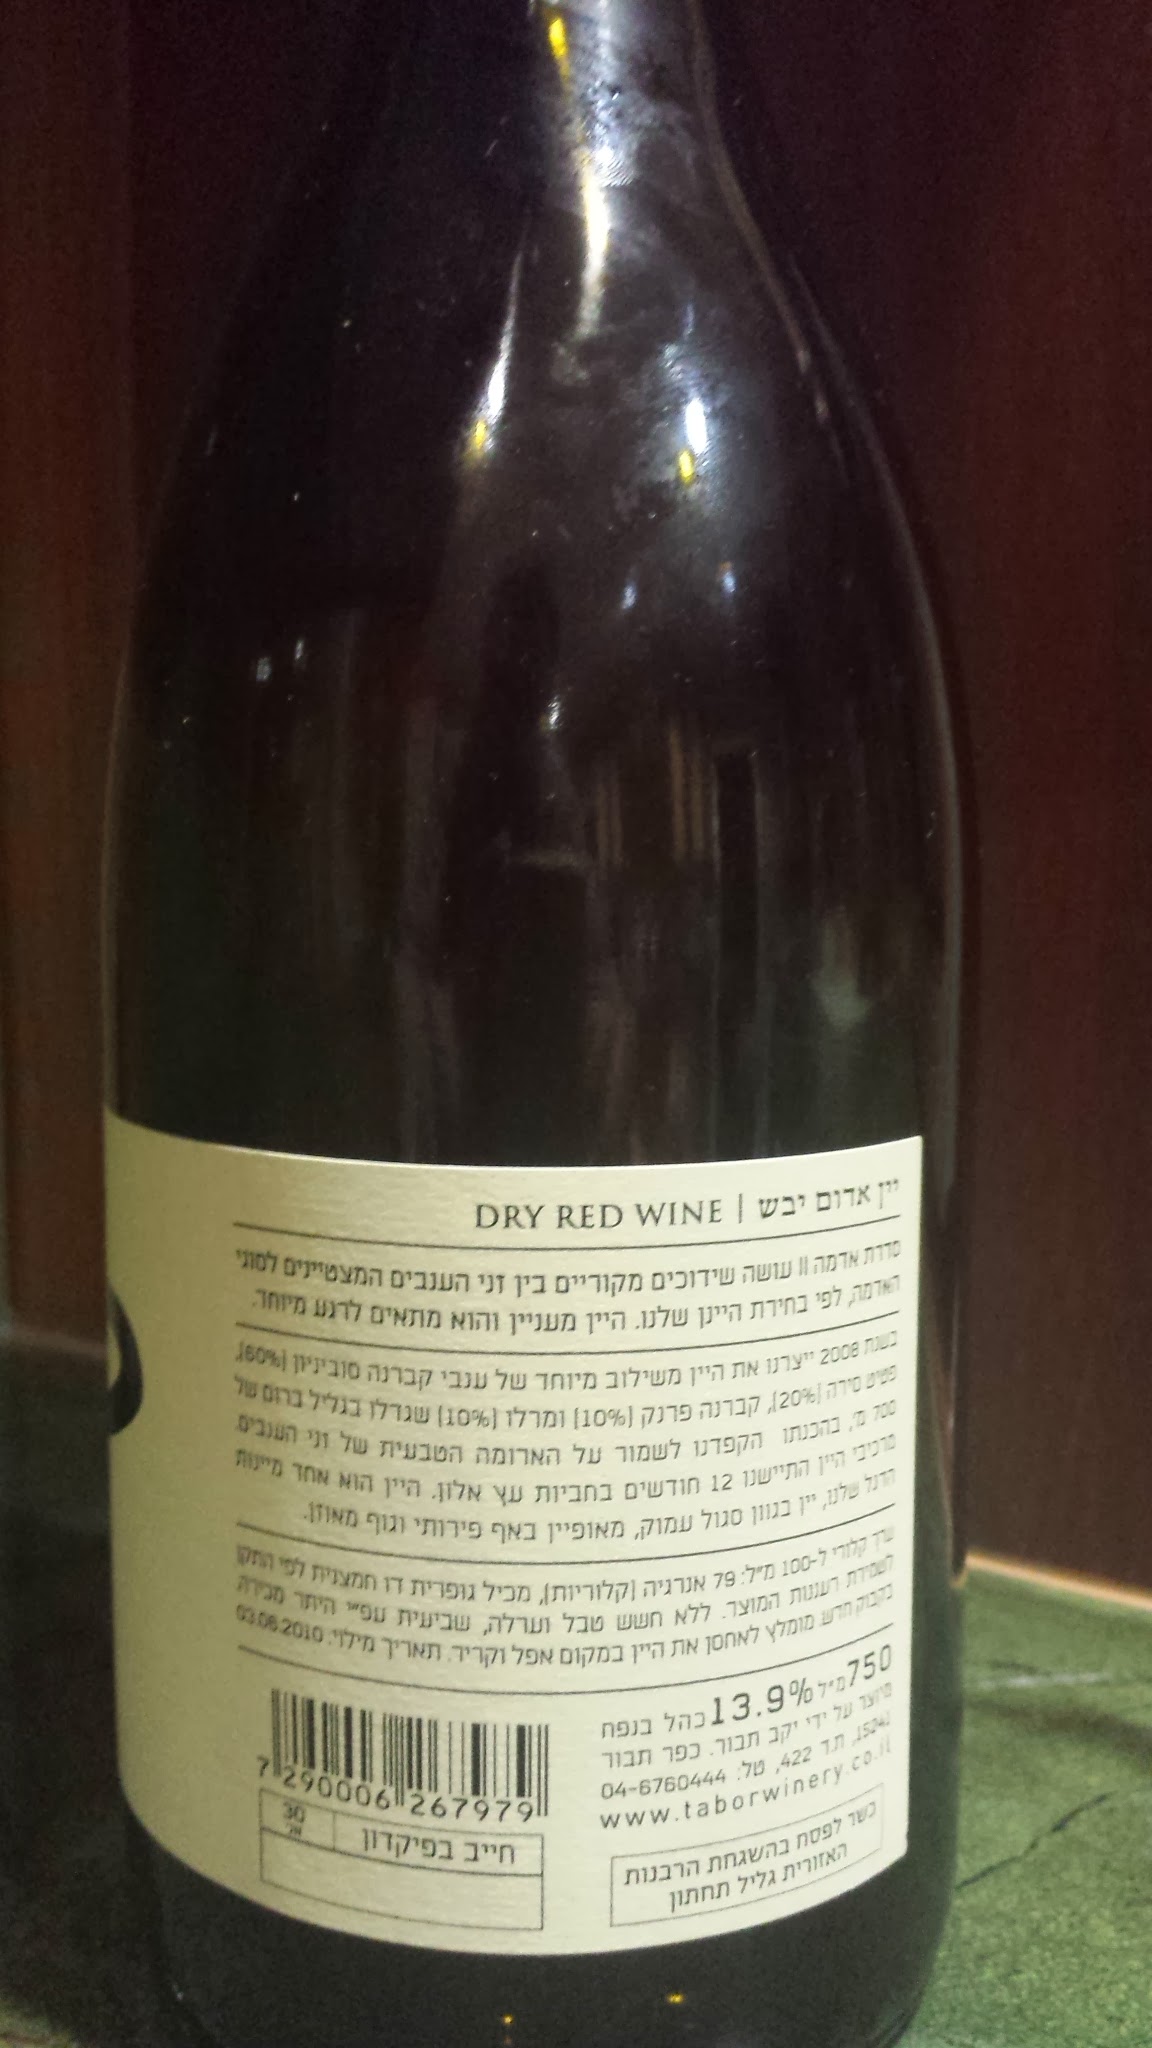 יין אדום יבש | DRY RED WINE
סדרת אדמה II עושה שידוכים מקוריים בין זני הענבים המצטיינים לסוגי
האדמה, לפי בחירת היינן שלנו. היין מעניין והוא מתאים לרגע מיוחד.
בשנת 2008 ייצרנו את היין משילוב מיוחד של ענבי קברנה סוביניון (60%),
פטיט סירה (20%), קברנה פרנק (10%) ומרלו (10%) שגדלו בגליל ברום של
700 מ', בהכנתו הקפדנו לשמור על הארומה הטבעית של זני הענבים.
מרכיבי היין התיישנו 12 חודשים בחביות עץ אלון. היין הוא אחד מיינות
הדגל שלנו, יין בגוון סגול עמוק, מאופיין באף פירותי וגוף מאוזן.
ערך קלורי ל-100 מ"ל: 79 אנרגיה (קלוריות), מכיל גופרית דו חמצנית לפי התקן
לשמירת רעננות המוצר. ללא חשש טבל וערלה, שביעית עפ"י היתר מכירה.
בקבוק חדש. מומלץ לאחסן את היין במקום אפל וקריר. תאריך מילוי: 03.08.2010
750 מ"ל 13.9% כהל בנפח
מיוצר על ידי יקב תבור. כפר תבור
15241, ת.ד 422, טל: 04-6760444
www.taborwinery.co.il
כשר לפסח בהשגחת הרבנות
האזורית גליל תחתון
7 290006 267979
חייב בפיקדון
30
אג'